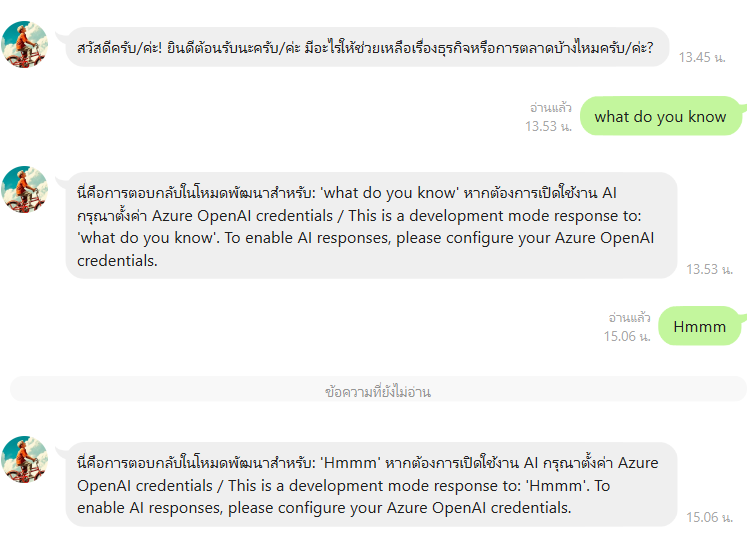 สวัสดีครับ/ค่ะ! ยินดีต้อนรับนะครับ/ค่ะ มีอะไรให้ช่วยเหลือเรื่องธุรกิจหรือการตลาดบ้างไหมครับ/ค่ะ?
13.45 น.
อ่านแล้ว
13.53 น.
what do you know
นี่คือการตอบกลับในโหมดพัฒนาสำหรับ: 'what do you know' หากต้องการเปิดใช้งาน AI
กรุณาตั้งค่า Azure OpenAI credentials / This is a development mode response to:
'what do you know'. To enable AI responses, please configure your Azure OpenAI
credentials.
13.53 น.
อ่านแล้ว
15.06 น.
Hmmm
ข้อความที่ยังไม่อ่าน
นี่คือการตอบกลับในโหมดพัฒนาสำหรับ: 'Hmmm' หากต้องการเปิดใช้งาน AI กรุณาตั้งค่า Azure
OpenAI credentials / This is a development mode response to: 'Hmmm'. To
enable AI responses, please configure your Azure OpenAI credentials.
15.06 น.